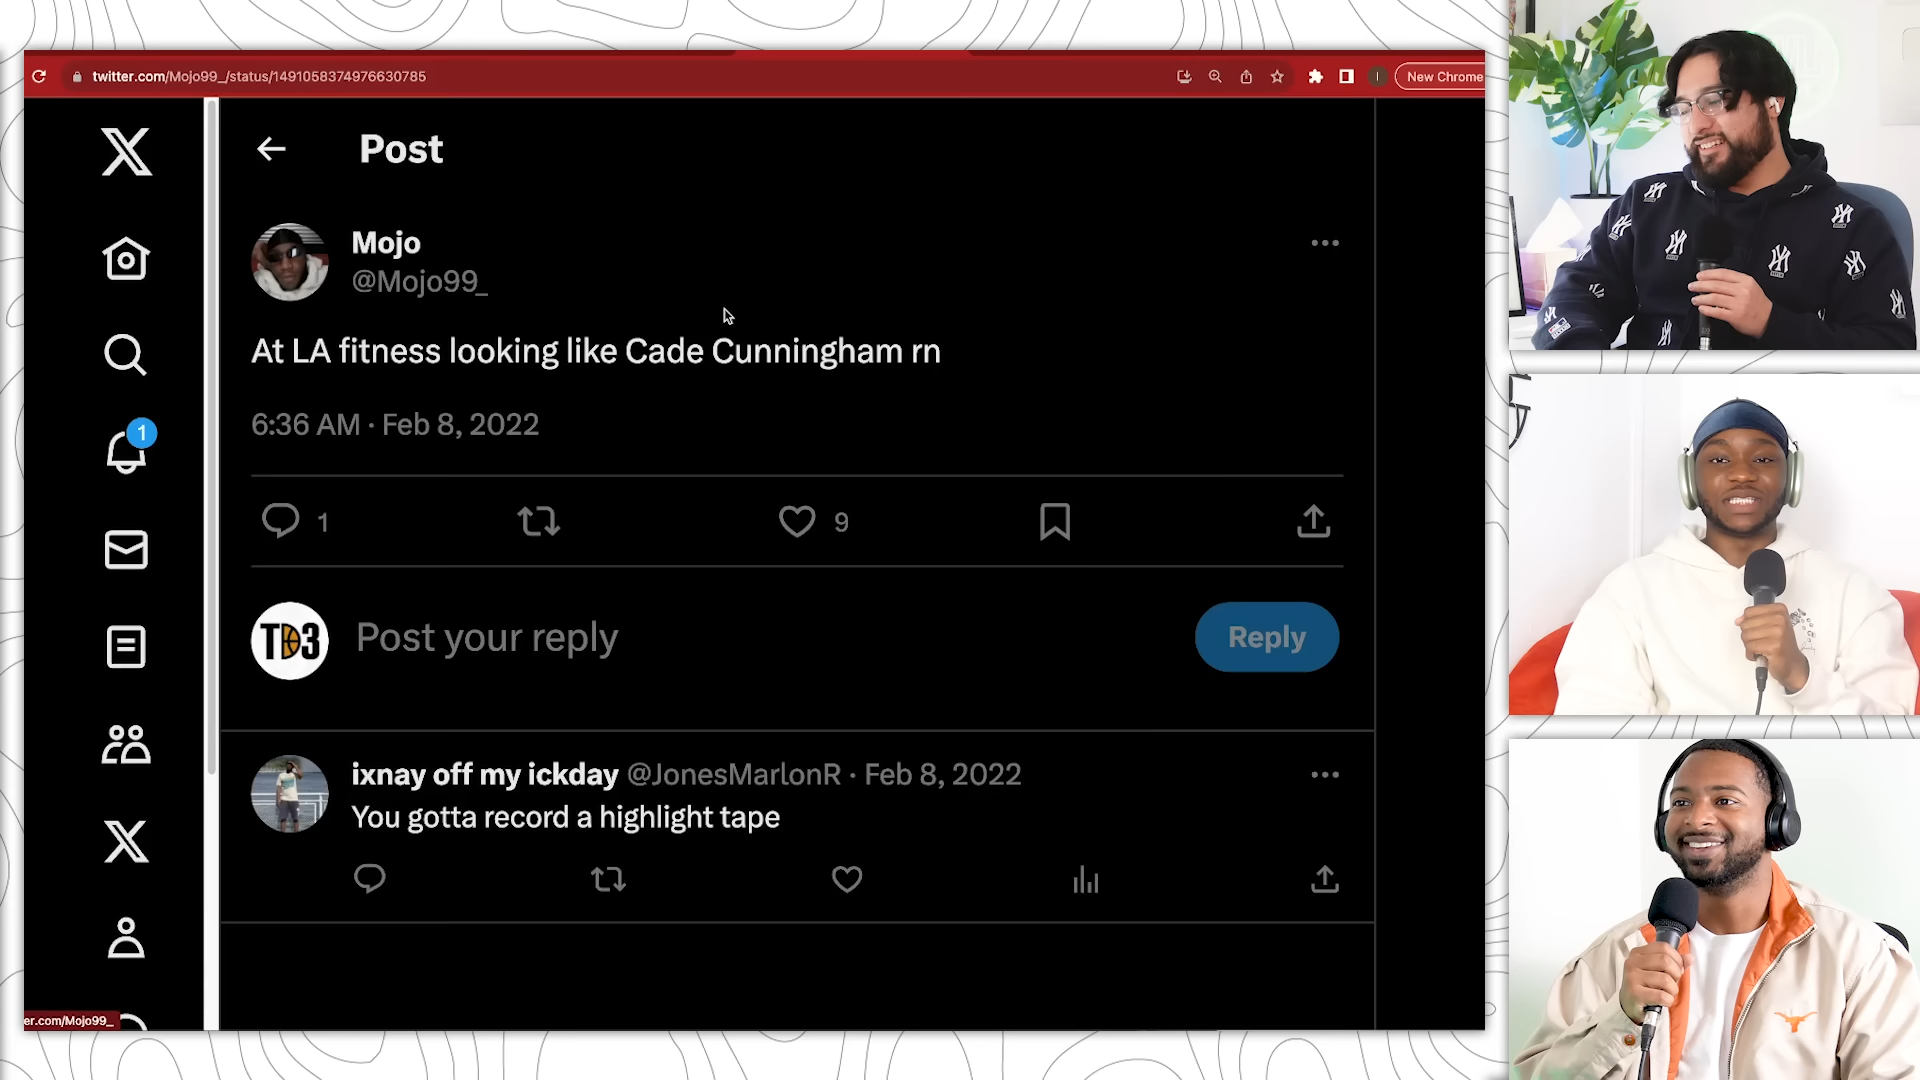 twitter.com/Mojo99_/status/1491058374976630785
New Chrome
Post
Mojo
@Mojo99_
At LA fitness looking like Cade Cunningham rn
6:36 AM · Feb 8, 2022
1
1
9
TD3
Post your reply
Reply
ixnay off my ickday @JonesMarlonR · Feb 8, 2022
You gotta record a highlight tape
er.com/Mojo99_